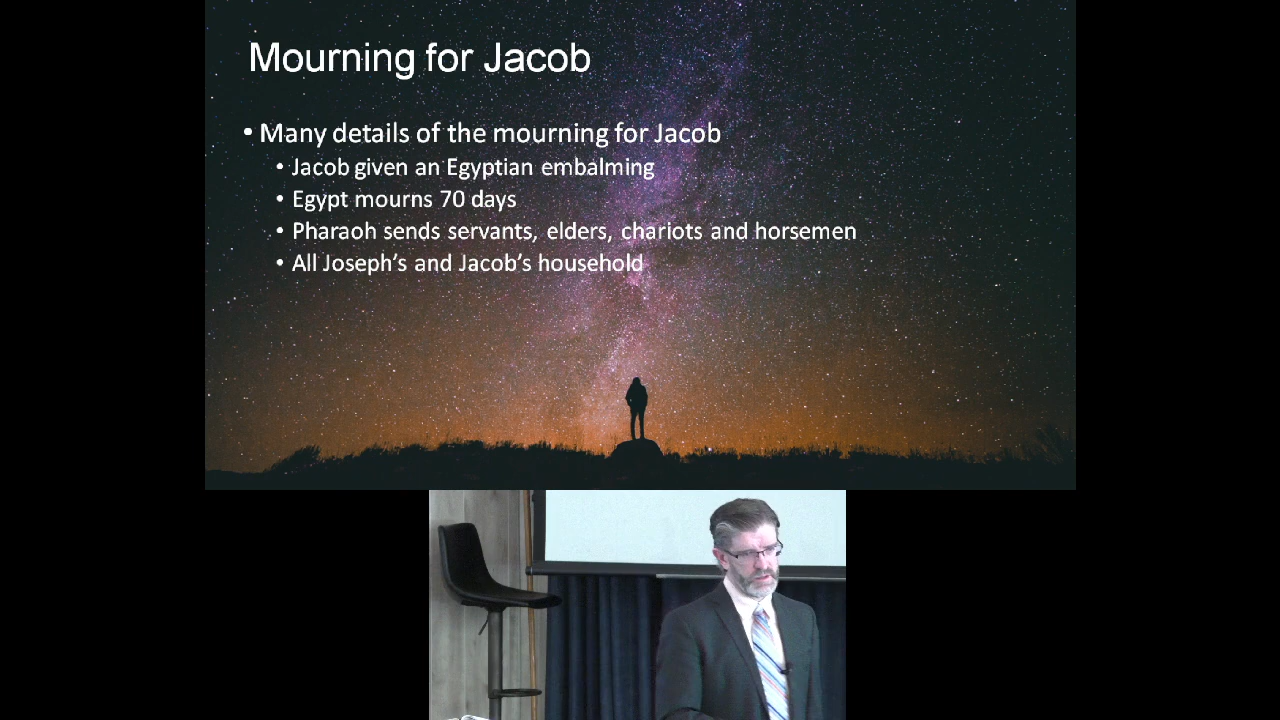 Mourning for Jacob
• Many details of the mourning for Jacob
• Jacob given an Egyptian embalming
• Egypt mourns 70 days
• Pharaoh sends servants, elders, chariots and horsemen
• All Joseph's and Jacob's household